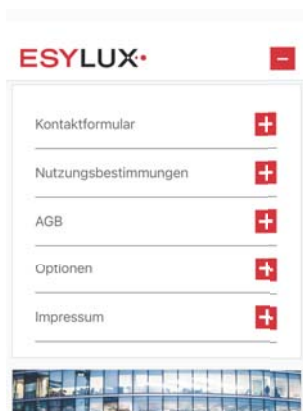 ESYLUX
Kontaktformular
Nutzungsbestimmungen
AGB
Optionen
Impressum